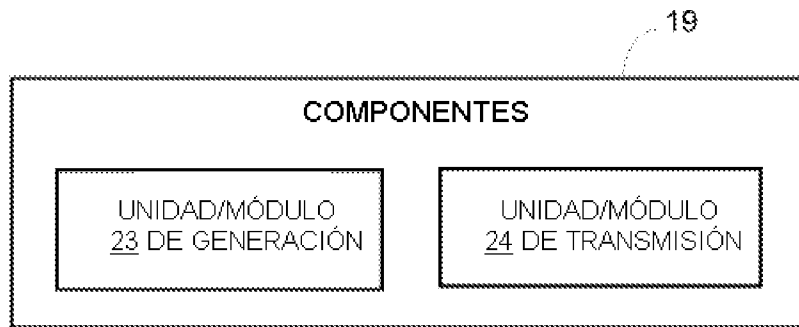 19
COMPONENTES
UNIDAD/MÓDULO
23 DE GENERACIÓN
UNIDAD/MÓDULO
24 DE TRANSMISIÓN